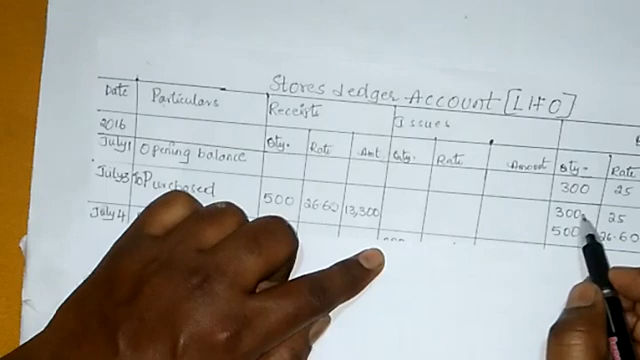 Stores Ledger Account [LIFO]
Date Particulars Receipts Issues
2016 Qty. Rate Amt. Qty. Rate Amount Qty. Rate
July 1 Opening balance 300 25
July 3 To Purchased 500 26.60 13,300 300 25
500 26.60
July 4